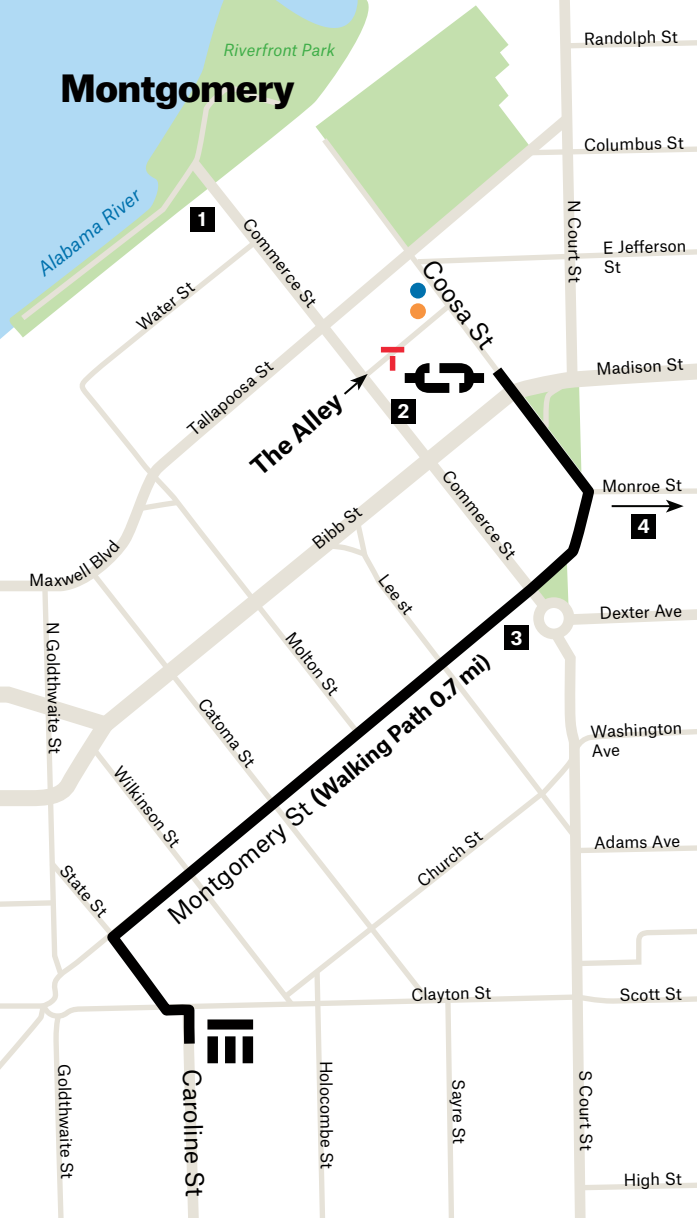 Riverfront Park
Randolph St
Montgomery
Columbus St
Alabama River
1
Commerce St
N Court St
E Jefferson
St
Coosa St
Water St
Tallapoosa St
Madison St
The Alley
2
Commerce St
Monroe St
4
Bibb St
Maxwell Blvd
Lee st
Dexter Ave
3
N Goldthwaite St
Molton St
Catoma St
Montgomery St (Walking Path 0.7 mi)
Washington
Ave
Wilkinson St
Church St
Adams Ave
State St
Clayton St
Scott St
Goldthwaite St
Caroline St
Holocombe St
Sayre St
S Court St
High St